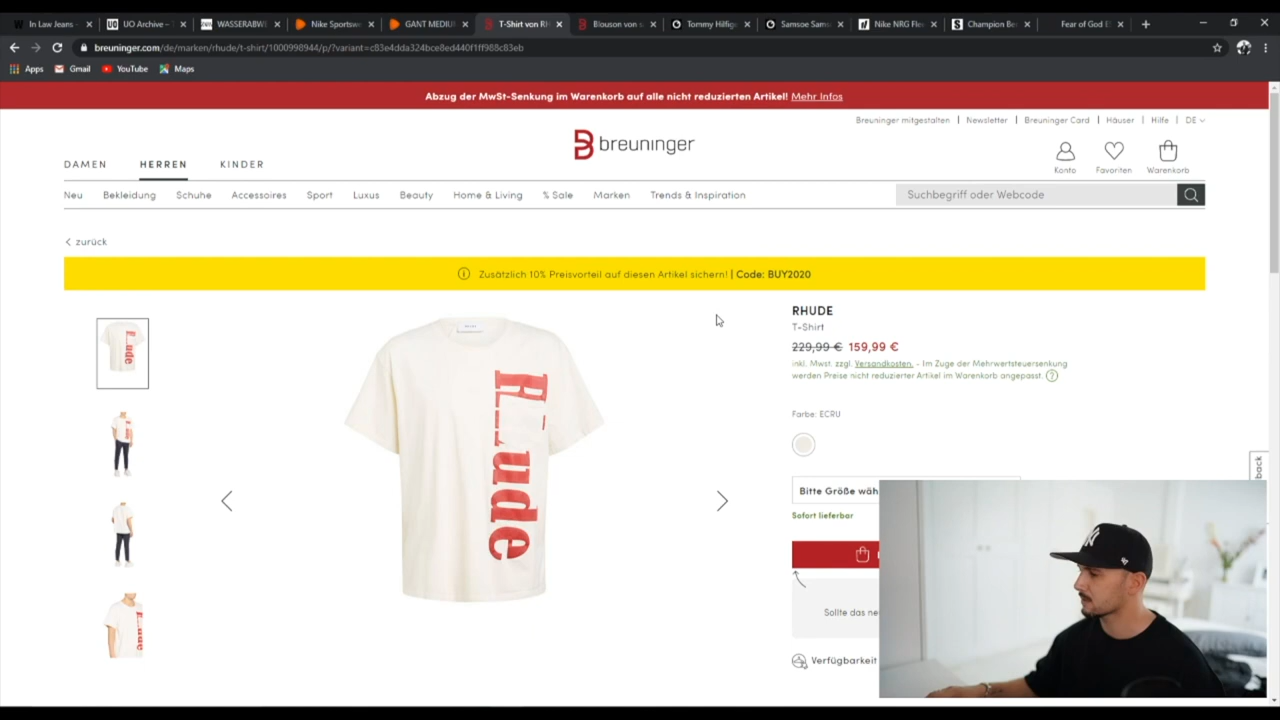 In Law Jeans -
UO Archive –
WASSERABW
Nike Sportsw
GANT MEDIU
T-Shirt von RH
Blouson von
Tommy Hilfig
Samsoe Sams
Nike NRG Fle
Champion Be
Fear of God E
breuninger.com/de/marken/rhude/t-shirt/1000998944/p/?variant=c83e4dda324bce8ed440f1ff988c83eb
Apps
Gmail
YouTube
Maps
Abzug der MwSt-Senkung im Warenkorb auf alle nicht reduzierten Artikel! Mehr Infos
Breuninger mitgestalten | Newsletter | Breuninger Card | Häuser | Hilfe | DE
breuninger
DAMEN HERREN KINDER
Konto Favoriten Warenkorb
Neu Bekleidung Schuhe Accessoires Sport Luxus Beauty Home & Living % Sale Marken Trends & Inspiration
Suchbegriff oder Webcode
zurück
Zusätzlich 10% Preisvorteil auf diesen Artikel sichern! | Code: BUY2020
RHUDE
T-Shirt
229,99 € 159,99 €
inkl. Mwst. zzgl. Versandkosten. - Im Zuge der Mehrwertsteuersenkung
werden Preise nicht reduzierter Artikel im Warenkorb angepasst.
Farbe: ECRU
Bitte Größe wäh
Sofort lieferbar
Sollte das ne
Verfügbarkeit
back